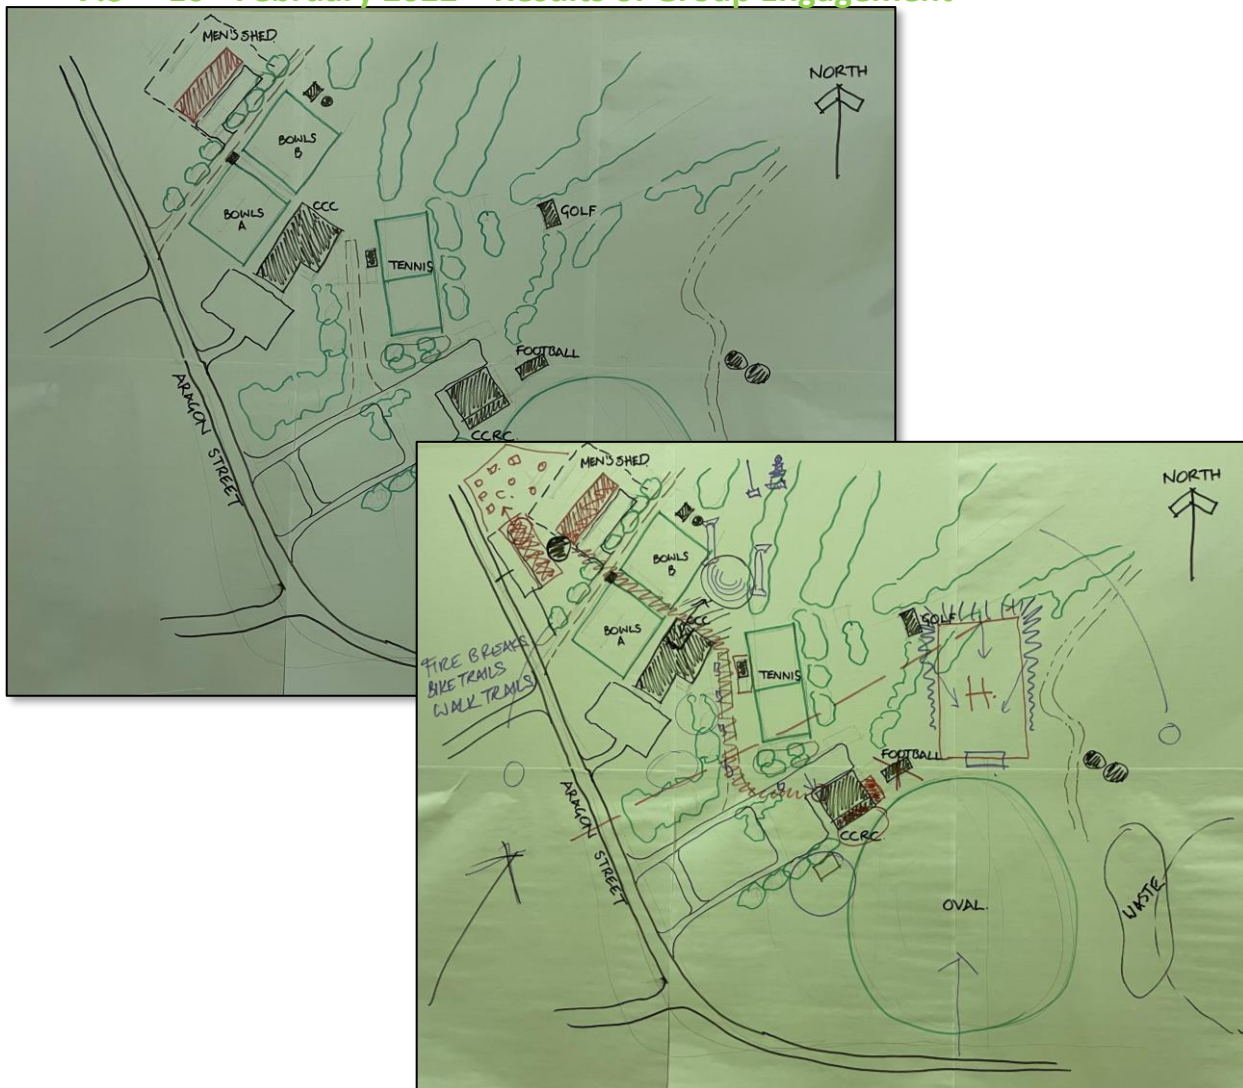 February 2022 – Results of Group Engagement
MEN'S SHED.
NORTH
BOWLS
B
BOWLS
A
CCC
GOLF
TENNIS
FOOTBALL
CCRC.
ARAGON STREET
MEN'S SHED.
NORTH
C.
BOWLS
B
BOWLS
A
CCC
GOLF
H.
FIRE BREAKS
BIKE TRAILS
WALK TRAILS
TENNIS
FOOTBALL
CCRC.
ARAGON STREET
OVAL.
WASTE